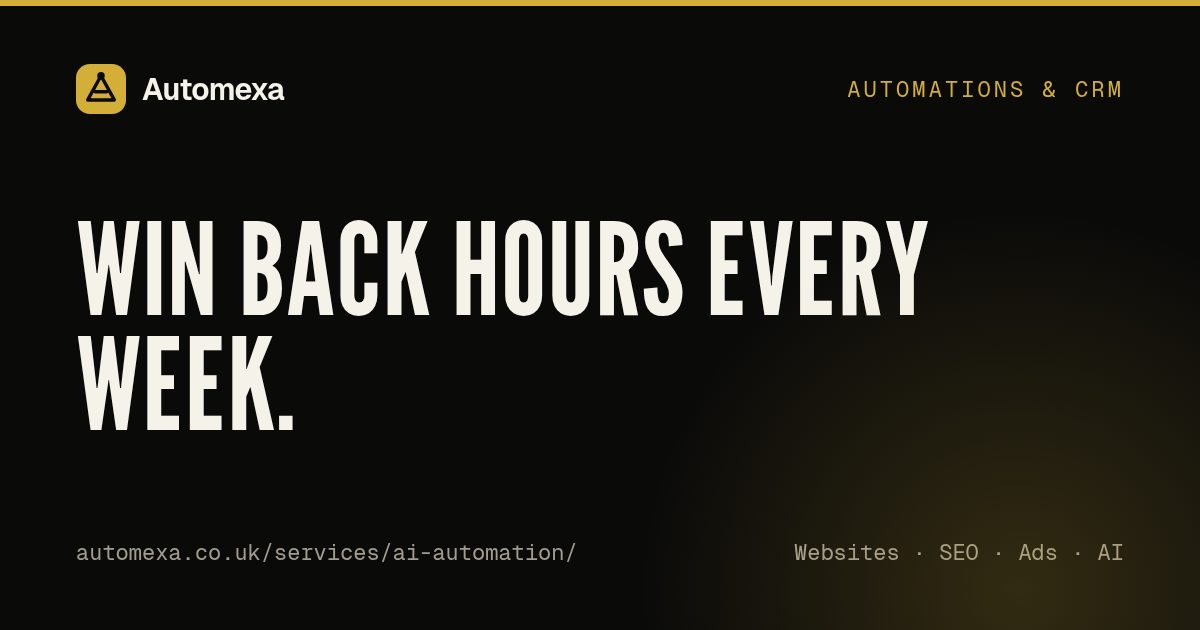 Automexa
AUTOMATIONS & CRM
WIN BACK HOURS EVERY
WEEK.
automexa.co.uk/services/ai-automation/
Websites · SEO · Ads · AI